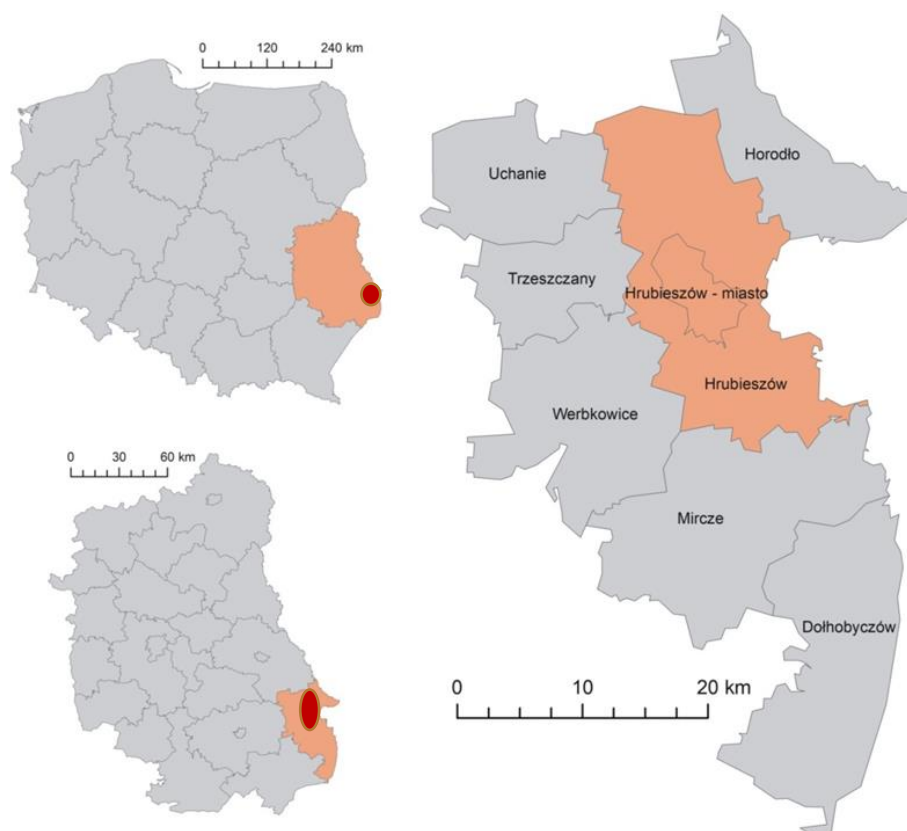 0 120 240 km
0 30 60 km
Horodło
Uchanie
Trzeszczany
Hrubieszów - miasto
Hrubieszów
Werbkowice
Mircze
Dołhobyczów
0 10 20 km